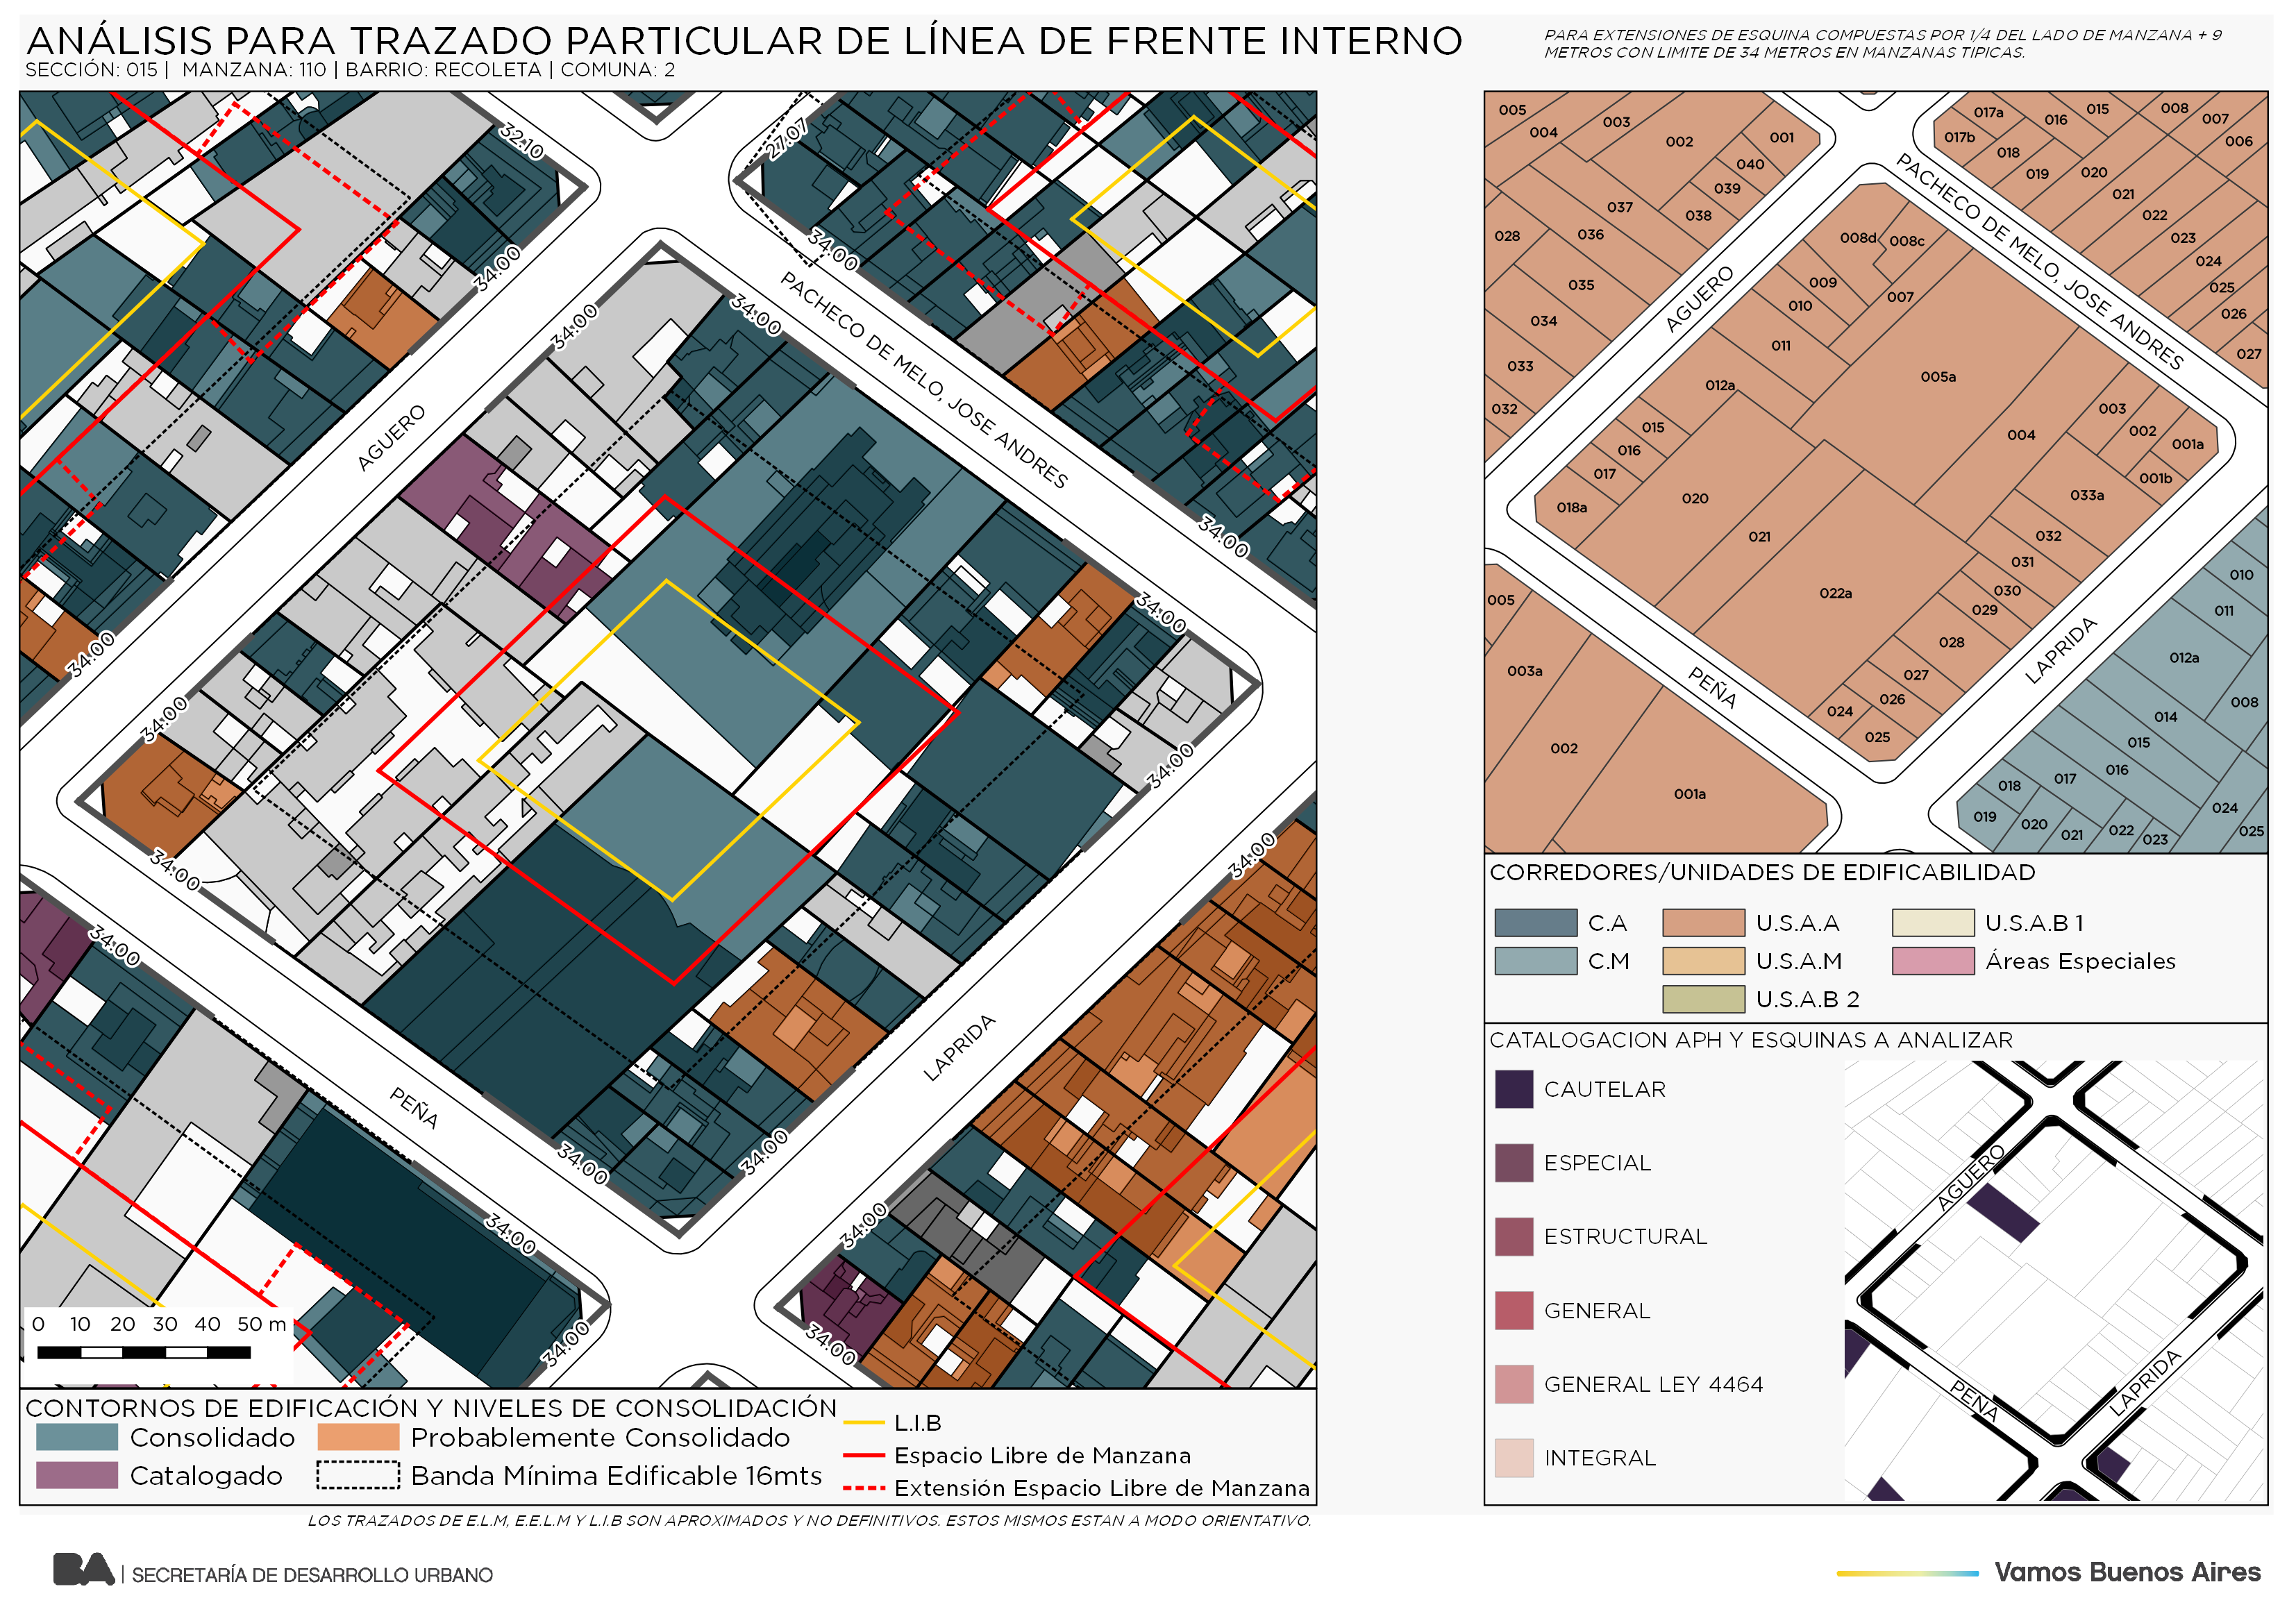 ANÁLISIS PARA TRAZADO PARTICULAR DE LÍNEA DE FRENTE INTERNO
SECCIÓN: 015 | MANZANA: 110 | BARRIO: RECOLETA | COMUNA: 2
PARA EXTENSIONES DE ESQUINA COMPUESTAS POR 1/4 DEL LADO DE MANZANA + 9
METROS CON LIMITE DE 34 METROS EN MANZANAS TIPICAS.
32.10
27.07
34.00
34.00
34.00
34.00
PACHECO DE MELO, JOSE ANDRES
AGUERO
34.00
34.00
34.00
34.00
34.00
34.00
34.00
34.00
34.00
LAPRIDA
PEÑA
34.00
34.00
34.00
34.00
34.00
34.00
0 10 20 30 40 50 m
CONTORNOS DE EDIFICACIÓN Y NIVELES DE CONSOLIDACIÓN
Consolidado
Probablemente Consolidado
Catalogado
Banda Mínima Edificable 16mts
L.I.B
Espacio Libre de Manzana
Extensión Espacio Libre de Manzana
LOS TRAZADOS DE E.L.M, E.E.L.M Y L.I.B SON APROXIMADOS Y NO DEFINITIVOS. ESTOS MISMOS ESTAN A MODO ORIENTATIVO.
005
004
003
002
001
040
039
038
037
036
028
035
034
033
032
017a
016
015
008
007
006
017b
018
019
020
021
022
023
024
025
026
027
PACHECO DE MELO, JOSE ANDRES
AGUERO
008d
008c
009
007
010
011
012a
005a
004
003
002
001a
001b
033a
015
016
017
018a
020
021
032
031
030
029
022a
028
027
026
024
025
PEÑA
LAPRIDA
005
003a
002
001a
010
011
012a
008
014
015
016
017
018
019
020
021
022
023
024
025
CORREDORES/UNIDADES DE EDIFICABILIDAD
C.A
U.S.A.A
U.S.A.B 1
C.M
U.S.A.M
Áreas Especiales
U.S.A.B 2
CATALOGACION APH Y ESQUINAS A ANALIZAR
CAUTELAR
ESPECIAL
ESTRUCTURAL
GENERAL
GENERAL LEY 4464
INTEGRAL
AGUERO
PEÑA
LAPRIDA
BA | SECRETARÍA DE DESARROLLO URBANO
Vamos Buenos Aires